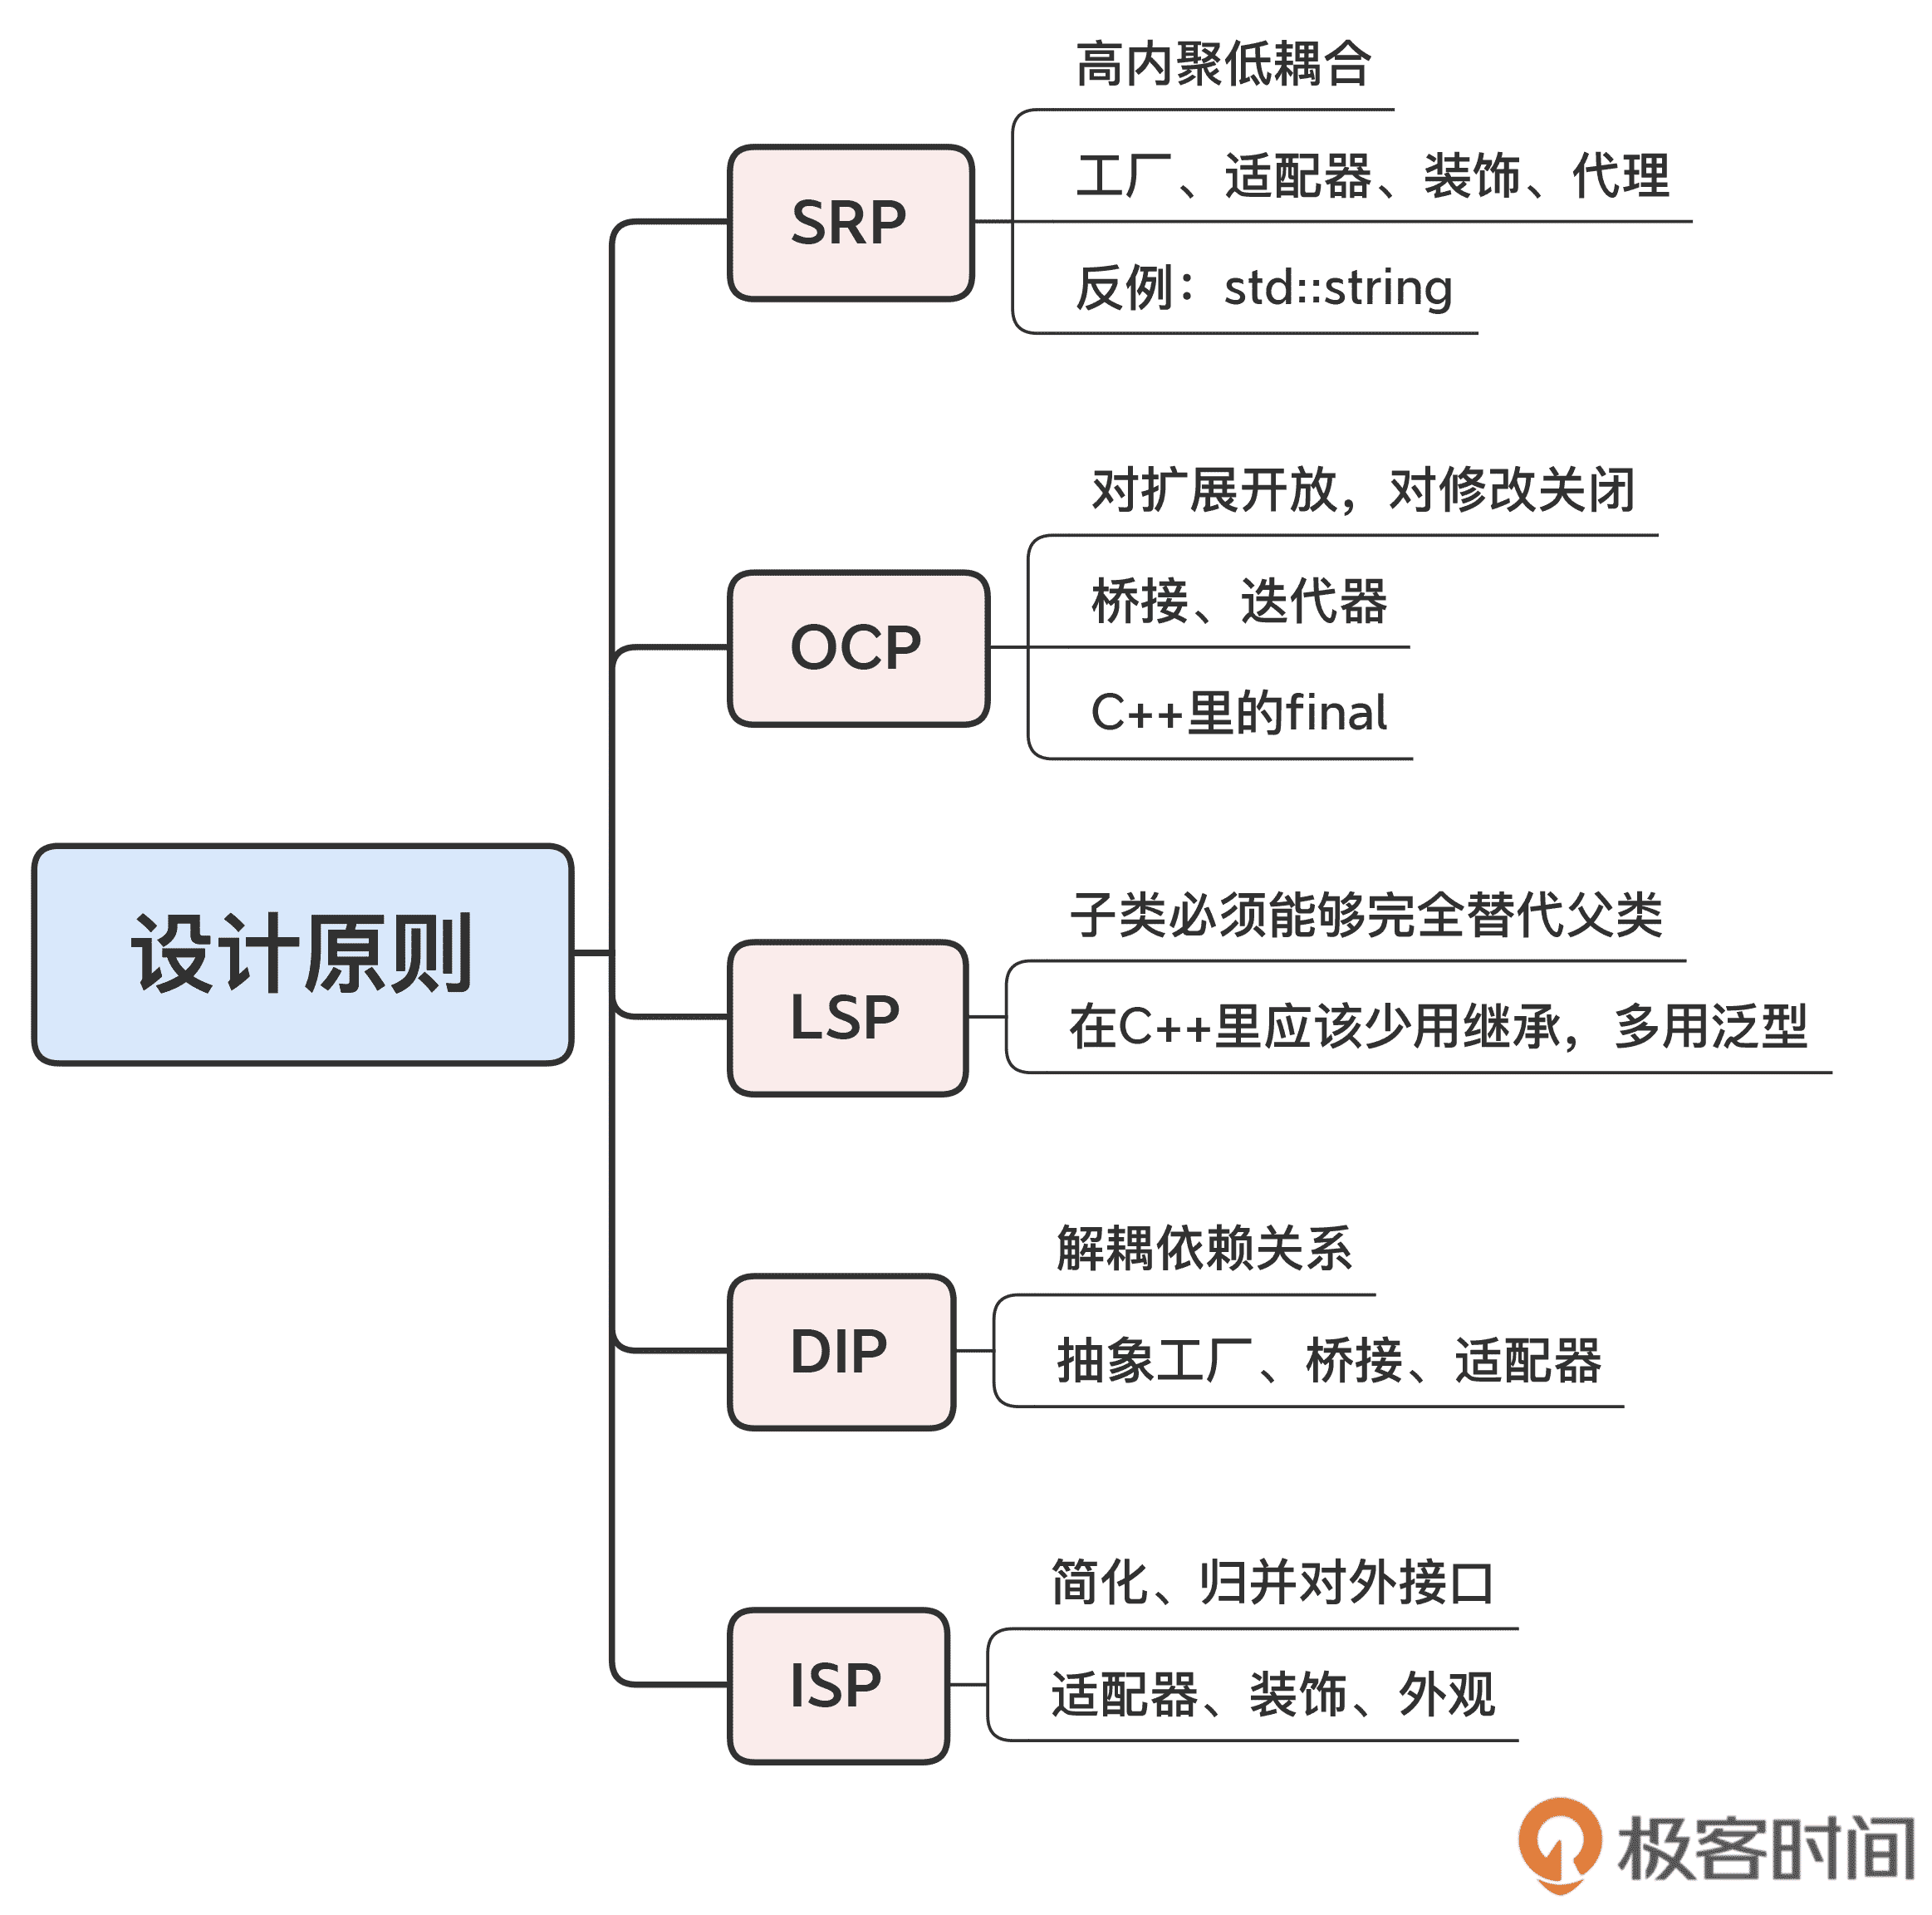 设计原则
SRP
高内聚低耦合
工厂、适配器、装饰、代理
反例：std::string
OCP
对扩展开放，对修改关闭
桥接、迭代器
C++里的final
LSP
子类必须能够完全替代父类
在C++里应该少用继承，多用泛型
DIP
解耦依赖关系
抽象工厂、桥接、适配器
ISP
简化、归并对外接口
适配器、装饰、外观
极客时间